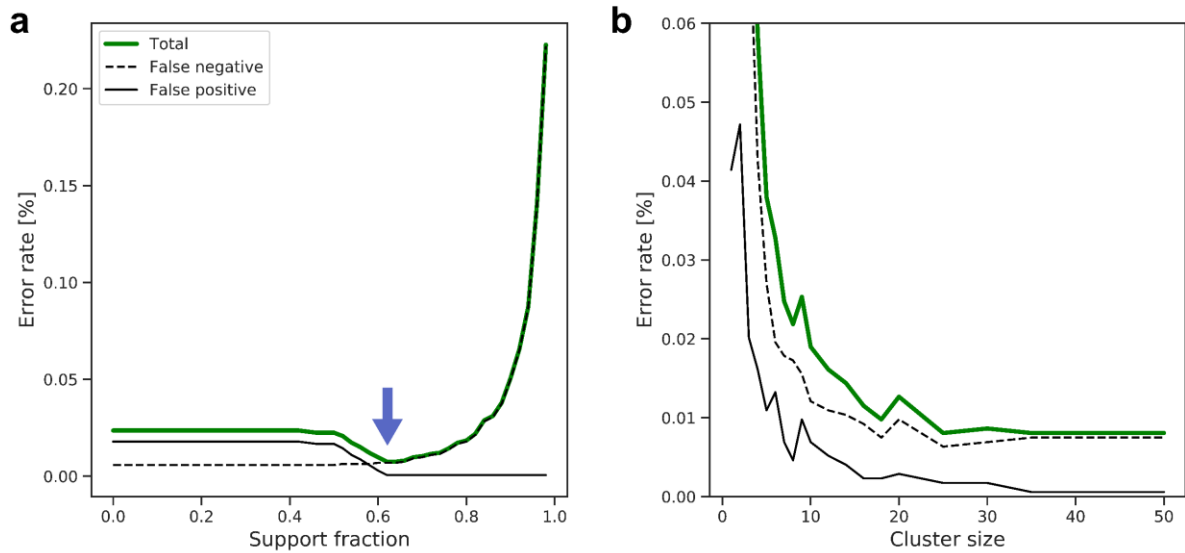 a
Total
False negative
False positive
Error rate [%]
0.20
0.15
0.10
0.05
0.00
0.0 0.2 0.4 0.6 0.8 1.0
Support fraction
b
Error rate [%]
0.06
0.05
0.04
0.03
0.02
0.01
0.00
0 10 20 30 40 50
Cluster size